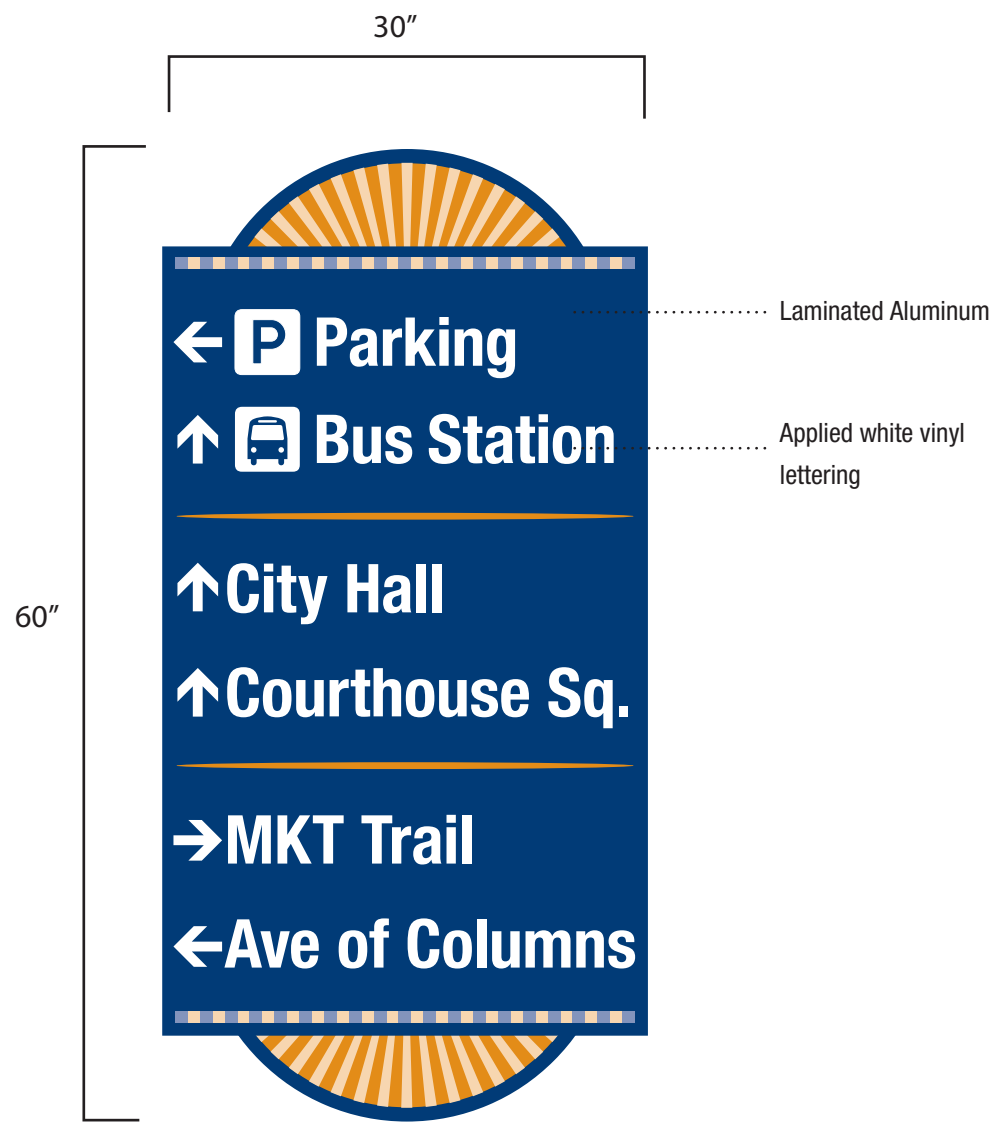 30″
60″
P Parking
Bus Station
City Hall
Courthouse Sq.
MKT Trail
Ave of Columns
Laminated Aluminum
Applied white vinyl
lettering